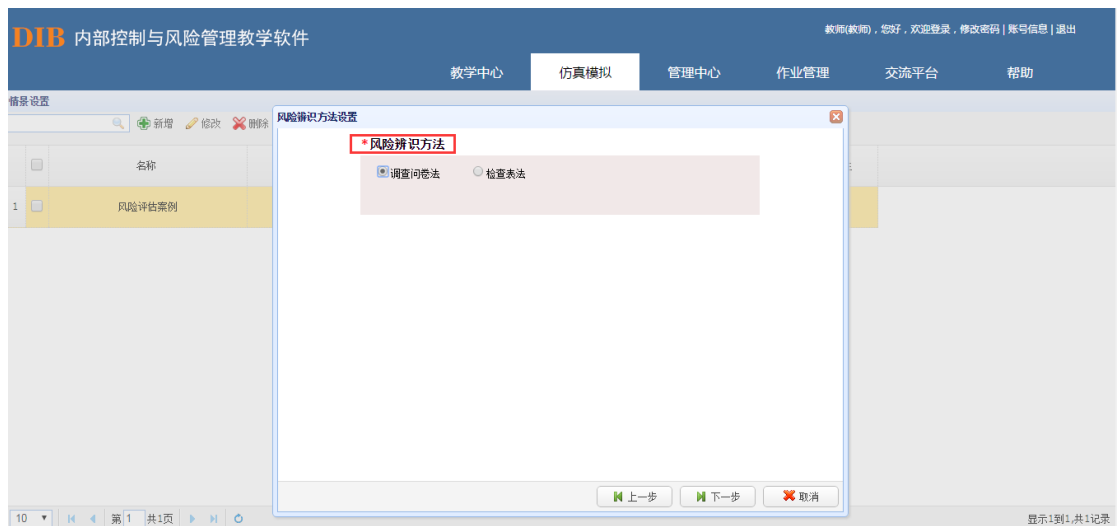 DIB 内部控制与风险管理教学软件
教师(教师)，您好，欢迎登录，修改密码 | 账号信息 | 退出
教学中心 仿真模拟 管理中心 作业管理 交流平台 帮助
情景设置
新增 修改 删除
风险辨识方法设置
*风险辨识方法
名称
调查问卷法 检查表法
1 风险评估案例
上一步 下一步 取消
10 第 1 共1页 显示1到1,共1记录